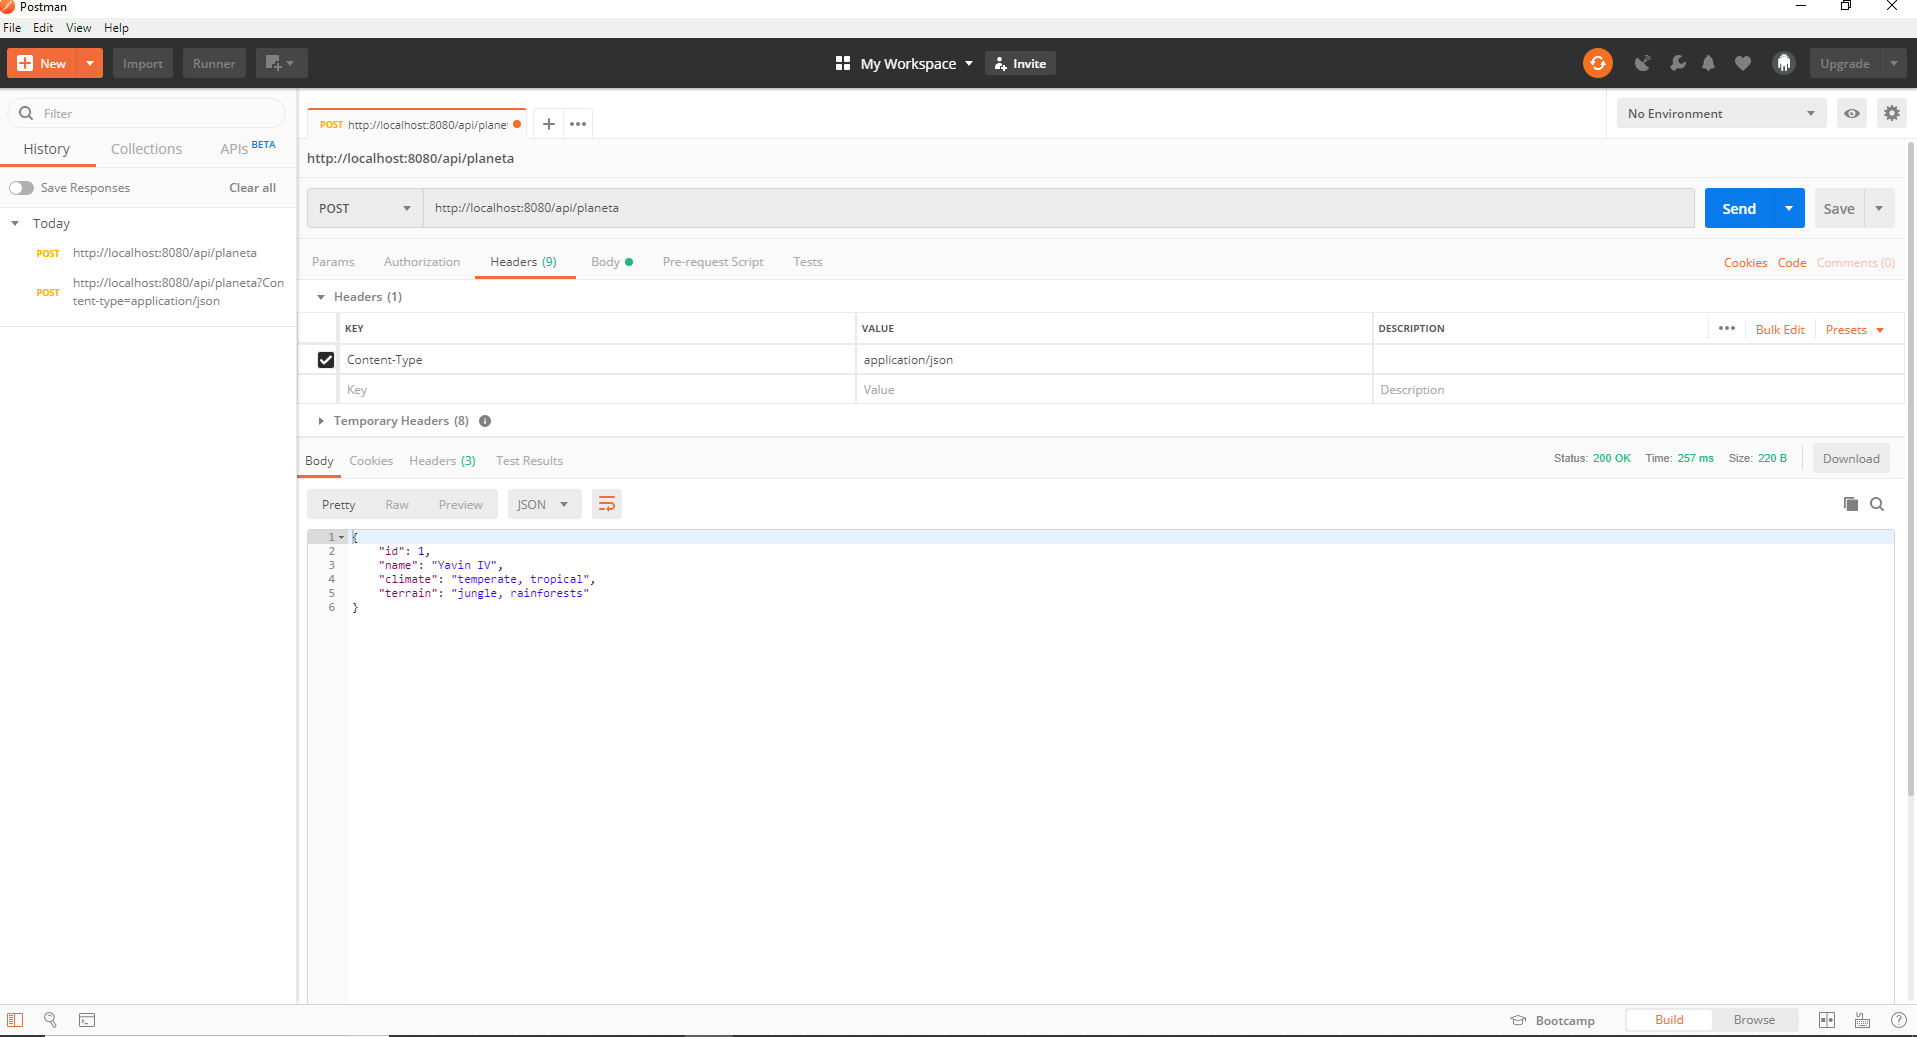 Postman
File Edit View Help
New Import Runner My Workspace Invite Upgrade
Filter
History Collections APIs BETA
Save Responses Clear all
Today
POST http://localhost:8080/api/planeta
POST http://localhost:8080/api/planeta?Con
tent-type=application/json
POST http://localhost:8080/api/plane
No Environment
http://localhost:8080/api/planeta
POST http://localhost:8080/api/planeta Send Save
Params Authorization Headers (9) Body Pre-request Script Tests Cookies Code Comments (0)
Headers (1)
KEY VALUE DESCRIPTION Bulk Edit Presets
Content-Type application/json
Key Value Description
Temporary Headers (8)
Body Cookies Headers (3) Test Results Status: 200 OK Time: 257 ms Size: 220 B Download
Pretty Raw Preview JSON
1 {
2 "id": 1,
3 "name": "Yavin IV",
4 "climate": "temperate, tropical",
5 "terrain": "jungle, rainforests"
6 }
Bootcamp Build Browse